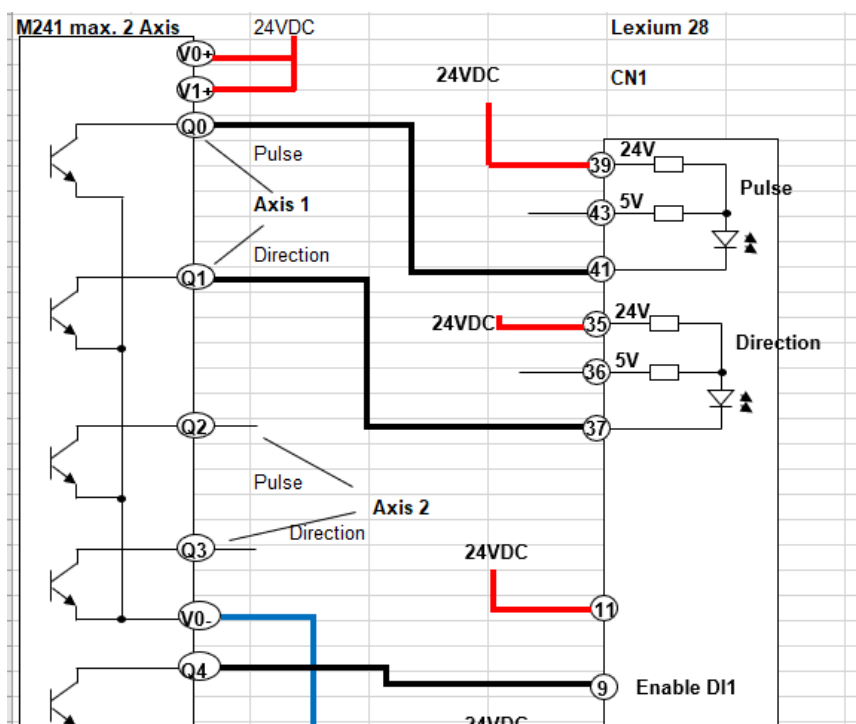 M241 max. 2 Axis
24VDC
Lexium 28
V0+
24VDC
CN1
V1+
Q0
Pulse
39
24V
Pulse
Axis 1
43
5V
Direction
41
Q1
24VDC
35
24V
Direction
36
5V
Q2
37
Pulse
Axis 2
Direction
Q3
24VDC
11
V0-
Q4
9
Enable DI1
24VDC